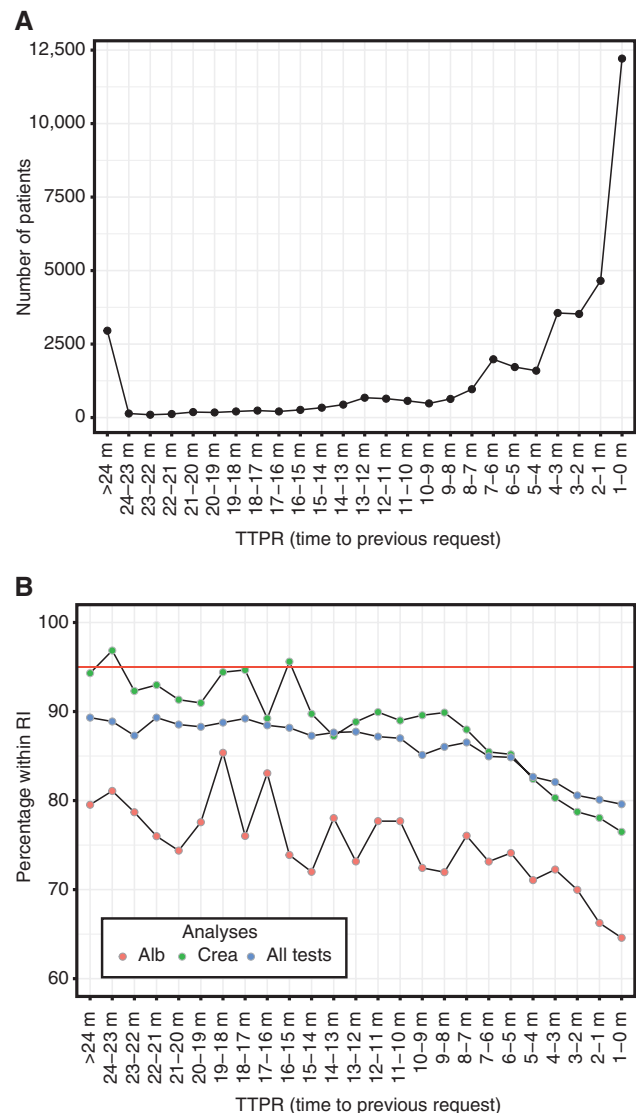 A
12,500
10,000
7500
5000
2500
0
Number of patients
>24 m
24–23 m
23–22 m
22–21 m
21–20 m
20–19 m
19–18 m
18–17 m
17–16 m
16–15 m
15–14 m
14–13 m
13–12 m
12–11 m
11–10 m
10–9 m
9–8 m
8–7 m
7–6 m
6–5 m
5–4 m
4–3 m
3–2 m
2–1 m
1–0 m
TTPR (time to previous request)
B
100
90
80
70
60
Percentage within RI
Analyses
Alb Crea All tests
>24 m
24–23 m
23–22 m
22–21 m
21–20 m
20–19 m
19–18 m
18–17 m
17–16 m
16–15 m
15–14 m
14–13 m
13–12 m
12–11 m
11–10 m
10–9 m
9–8 m
8–7 m
7–6 m
6–5 m
5–4 m
4–3 m
3–2 m
2–1 m
1–0 m
TTPR (time to previous request)